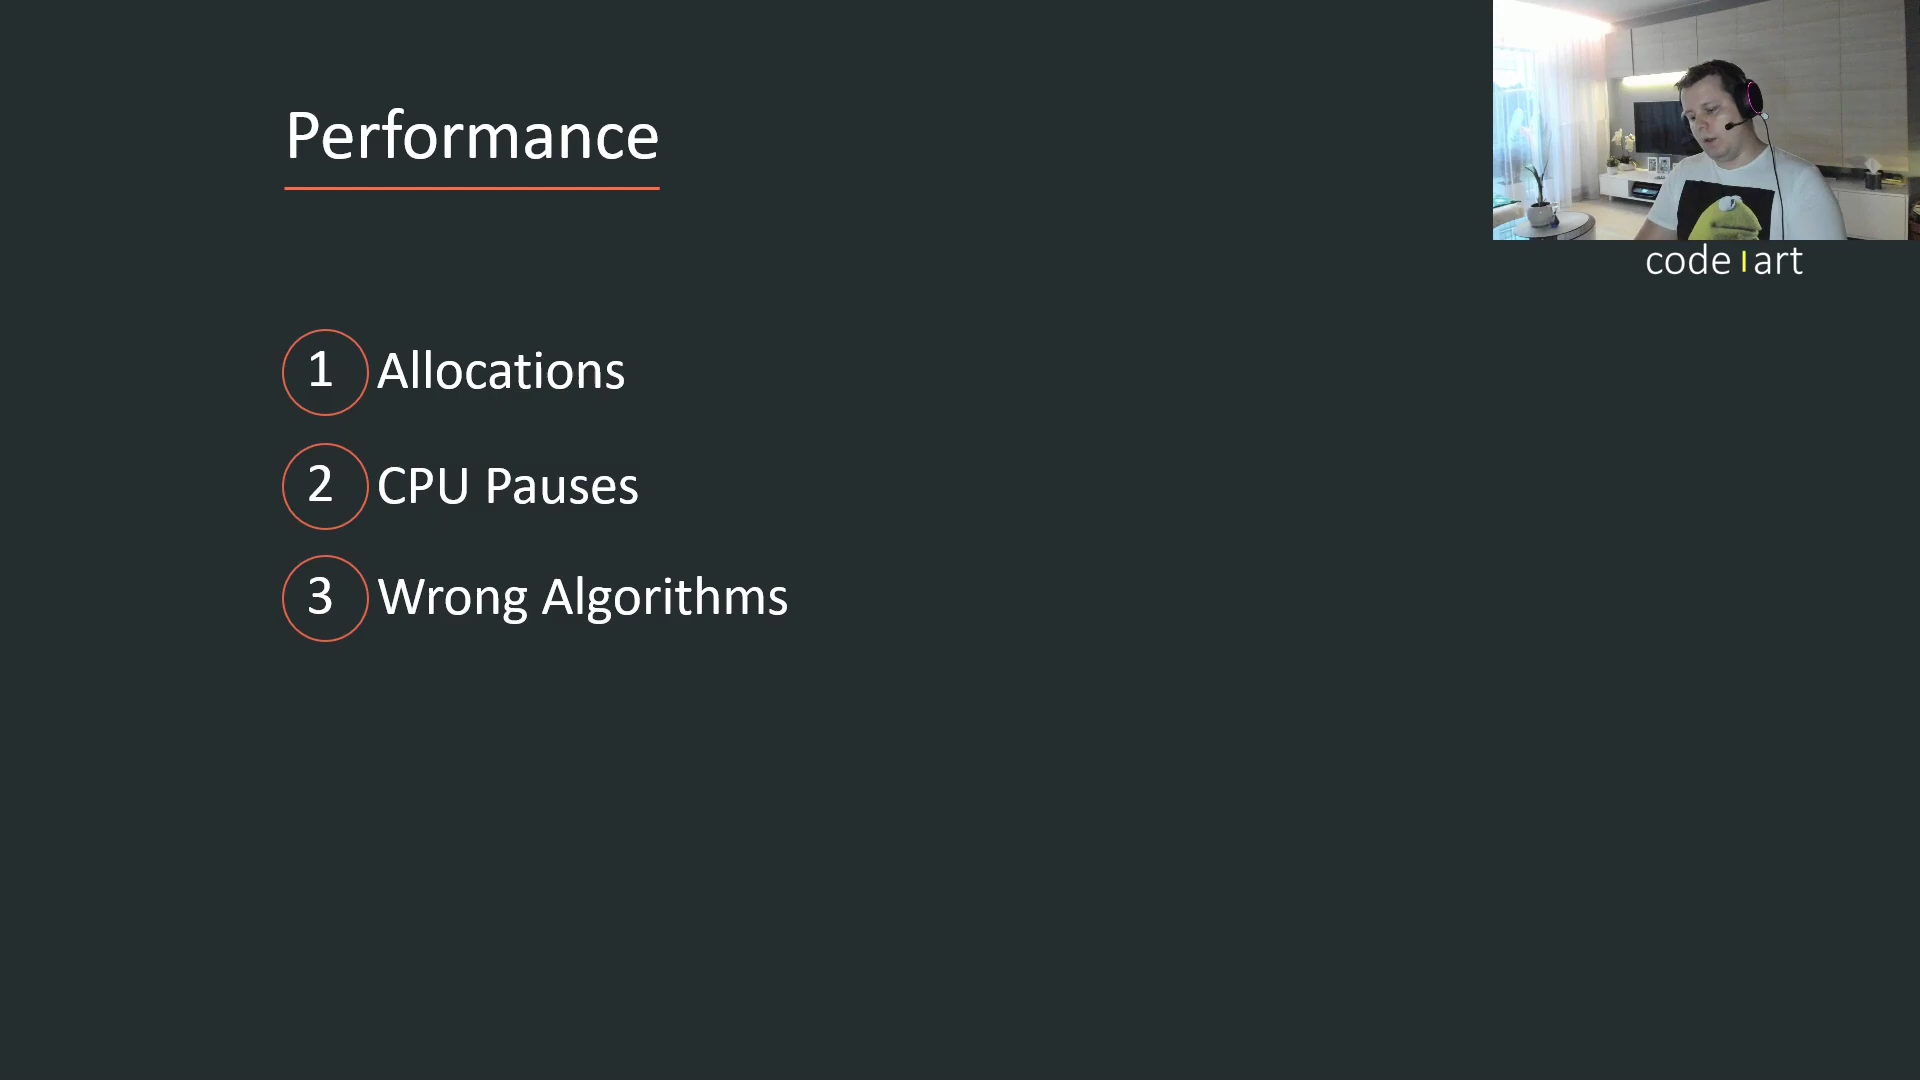 Performance
1 Allocations
2 CPU Pauses
3 Wrong Algorithms
code art